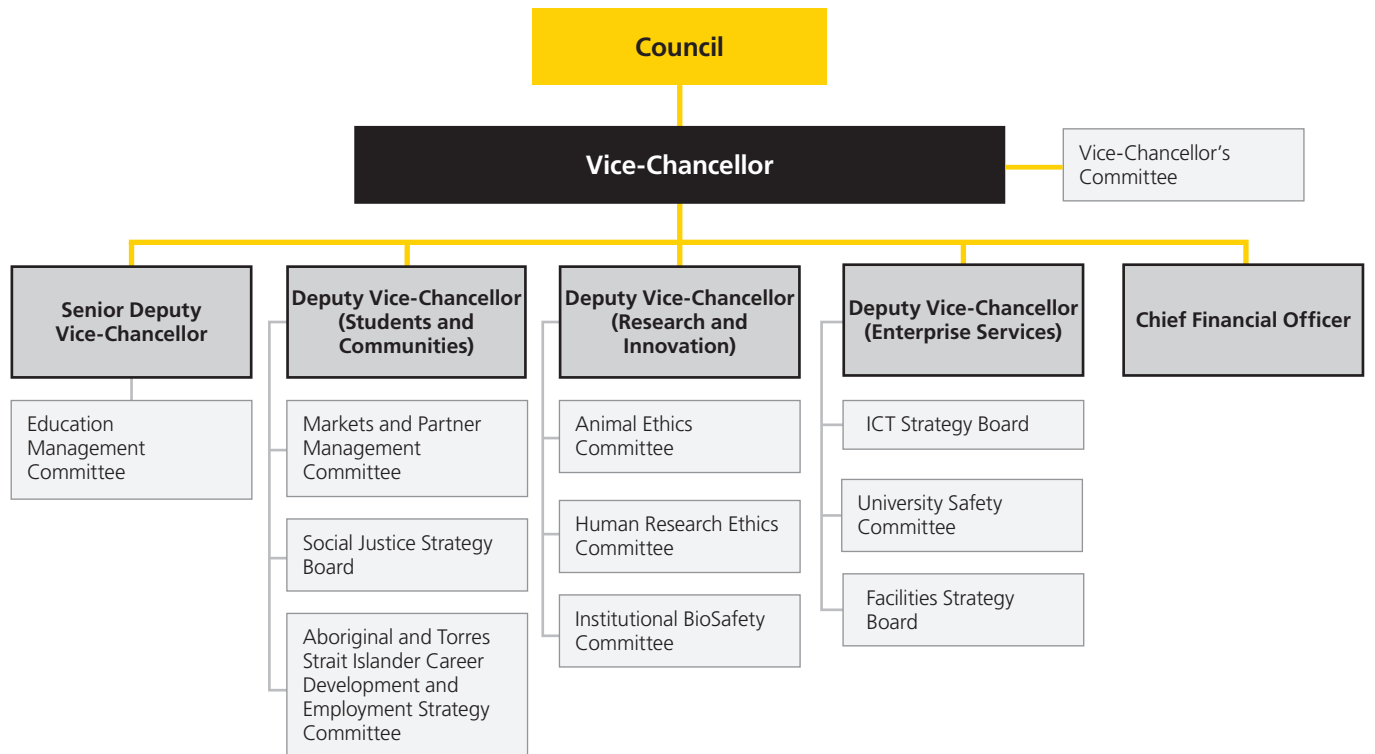 Council
Vice-Chancellor
Vice-Chancellor's
Committee
Senior Deputy
Vice-Chancellor
Deputy Vice-Chancellor
(Students and
Communities)
Deputy Vice-Chancellor
(Research and
Innovation)
Deputy Vice-Chancellor
(Enterprise Services)
Chief Financial Officer
Education
Management
Committee
Markets and Partner
Management
Committee
Social Justice Strategy
Board
Aboriginal and Torres
Strait Islander Career
Development and
Employment Strategy
Committee
Animal Ethics
Committee
Human Research Ethics
Committee
Institutional BioSafety
Committee
ICT Strategy Board
University Safety
Committee
Facilities Strategy
Board